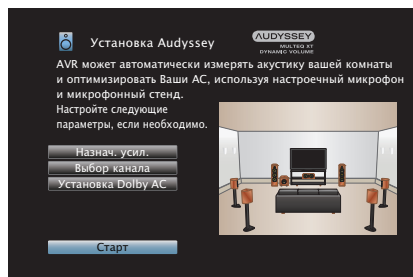 Установка Audyssey
AUDYSSEY
MULTEQ XT
DYNAMIC VOLUME
AVR может автоматически измерять акустику вашей комнаты
и оптимизировать Ваши АС, используя настроечный микрофон
и микрофонный стенд.
Настройте следующие
параметры, если необходимо.
Назнач. усил.
Выбор канала
Установка Dolby АС
Старт